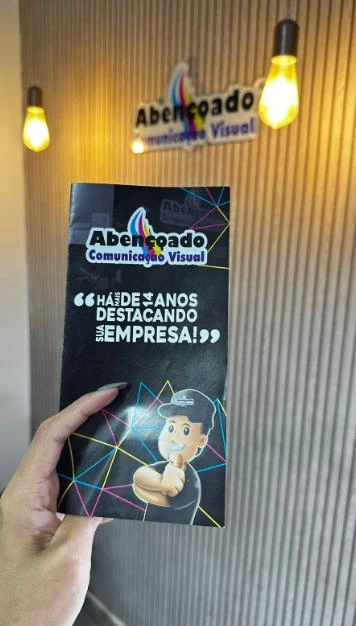 Abençoado
Comunicação Visual
Abençoado
Comunicação Visual
“HÁ MAIS DE 14 ANOS
DESTACANDO
SUA EMPRESA!”